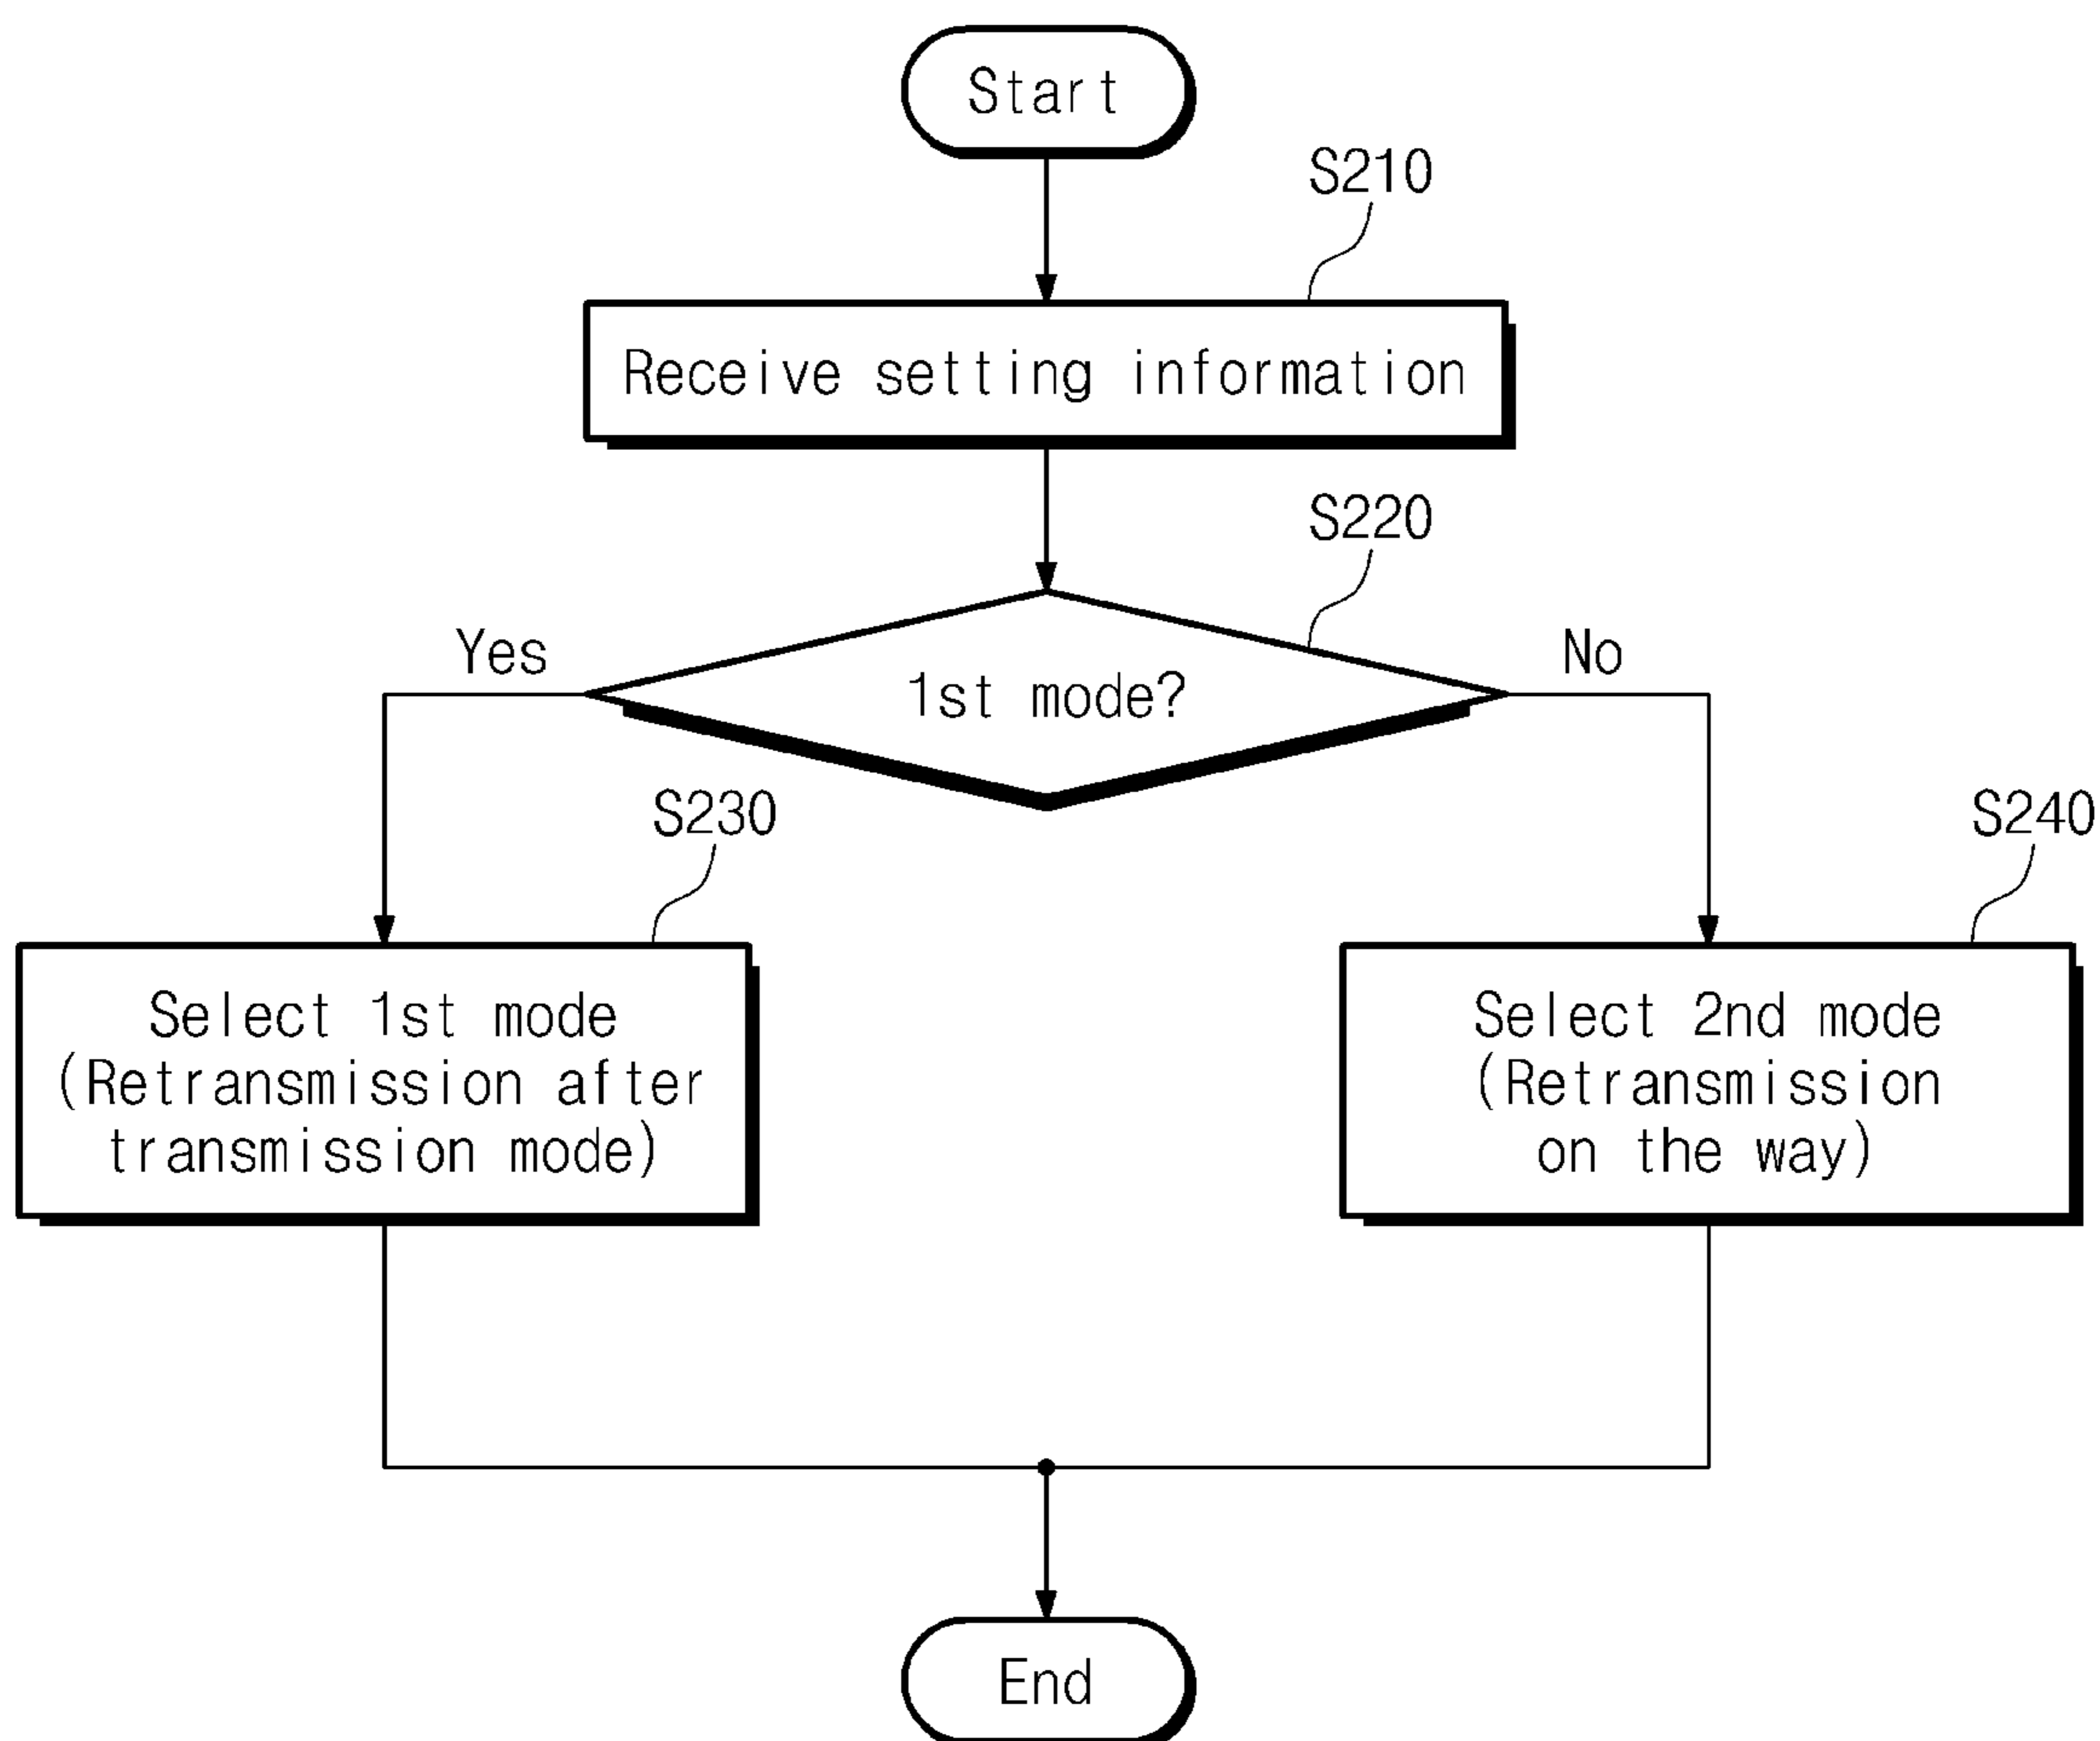 Start
S210
Receive setting information
S220
Yes
1st mode?
No
S230
S240
Select 1st mode
(Retransmission after
transmission mode)
Select 2nd mode
(Retransmission
on the way)
End